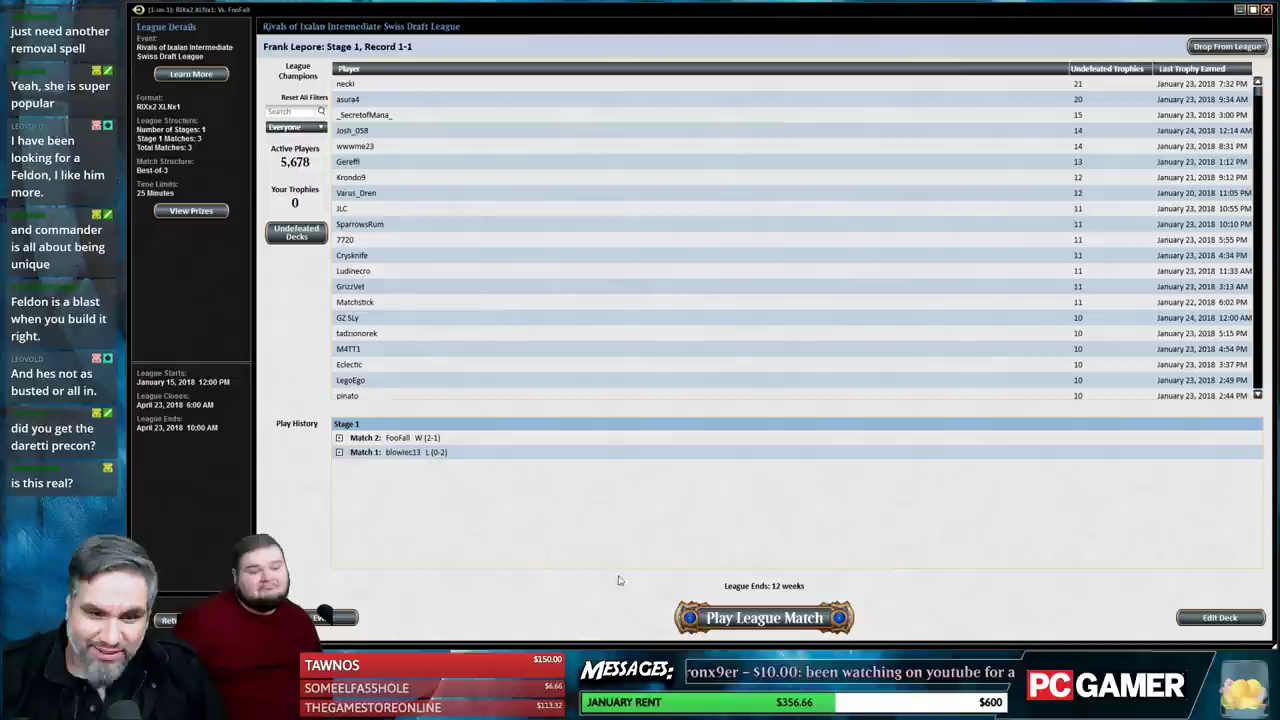 just need another
removal spell
Yeah, she is super
popular
LEOVOLD
I have been
looking for a
Feldon, I like him
more.
and commander
is all about being
unique
Feldon is a blast
when you build it
right.
LEOVOLD
And hes not as
busted or all in.
did you get the
daretti precon?
is this real?
(1-on-1): RIXx2 XLNx1; Vs. FooFall
League Details
Event:
Rivals of Ixalan Intermediate
Swiss Draft League
Learn More
Format:
RIXx2 XLNx1
League Structure:
Number of Stages: 1
Stage 1 Matches: 3
Total Matches: 3
Match Structure:
Best-of-3
Time Limits:
25 Minutes
View Prizes
League Starts:
January 15, 2018 12:00 PM
League Closes:
April 23, 2018 6:00 AM
League Ends:
April 23, 2018 10:00 AM
Rivals of Ixalan Intermediate Swiss Draft League
Frank Lepore: Stage 1, Record 1-1
Drop From League
League
Champions
Reset All Filters
Search
Everyone
Active Players
5,678
Your Trophies
0
Undefeated
Decks
Player Undefeated Trophies Last Trophy Earned
necki 21 January 23, 2018 7:32 PM
asura4 20 January 23, 2018 9:34 AM
_SecretofMana_ 15 January 23, 2018 3:00 PM
Josh_058 14 January 24, 2018 12:14 AM
wwwme23 14 January 23, 2018 8:31 PM
Gereffi 13 January 23, 2018 1:12 PM
Krondo9 12 January 21, 2018 9:12 PM
Varus_Dren 12 January 20, 2018 11:05 PM
JLC 11 January 23, 2018 10:55 PM
SparrowsRum 11 January 23, 2018 10:10 PM
7720 11 January 23, 2018 5:55 PM
Crysknife 11 January 23, 2018 4:34 PM
Ludinecro 11 January 23, 2018 11:33 AM
GrizzVet 11 January 23, 2018 3:13 AM
Matchstick 11 January 22, 2018 6:02 PM
GZ SLy 10 January 24, 2018 12:00 AM
tadzionorek 10 January 23, 2018 5:15 PM
M4TT1 10 January 23, 2018 4:54 PM
Eclectic 10 January 23, 2018 3:37 PM
LegoEgo 10 January 23, 2018 2:49 PM
pinato 10 January 23, 2018 2:44 PM
Play History
Stage 1
Match 2: FooFall W (2-1)
Match 1: blowiec13 L (0-2)
League Ends: 12 weeks
Play League Match
Edit Deck
TAWNOS $150.00
SOMEELFA55HOLE $6.66
THEGAMESTOREONLINE $113.32
MESSAGES:
ronx9er – $10.00: been watching on youtube for a
JANUARY RENT $356.66 $600
PC GAMER